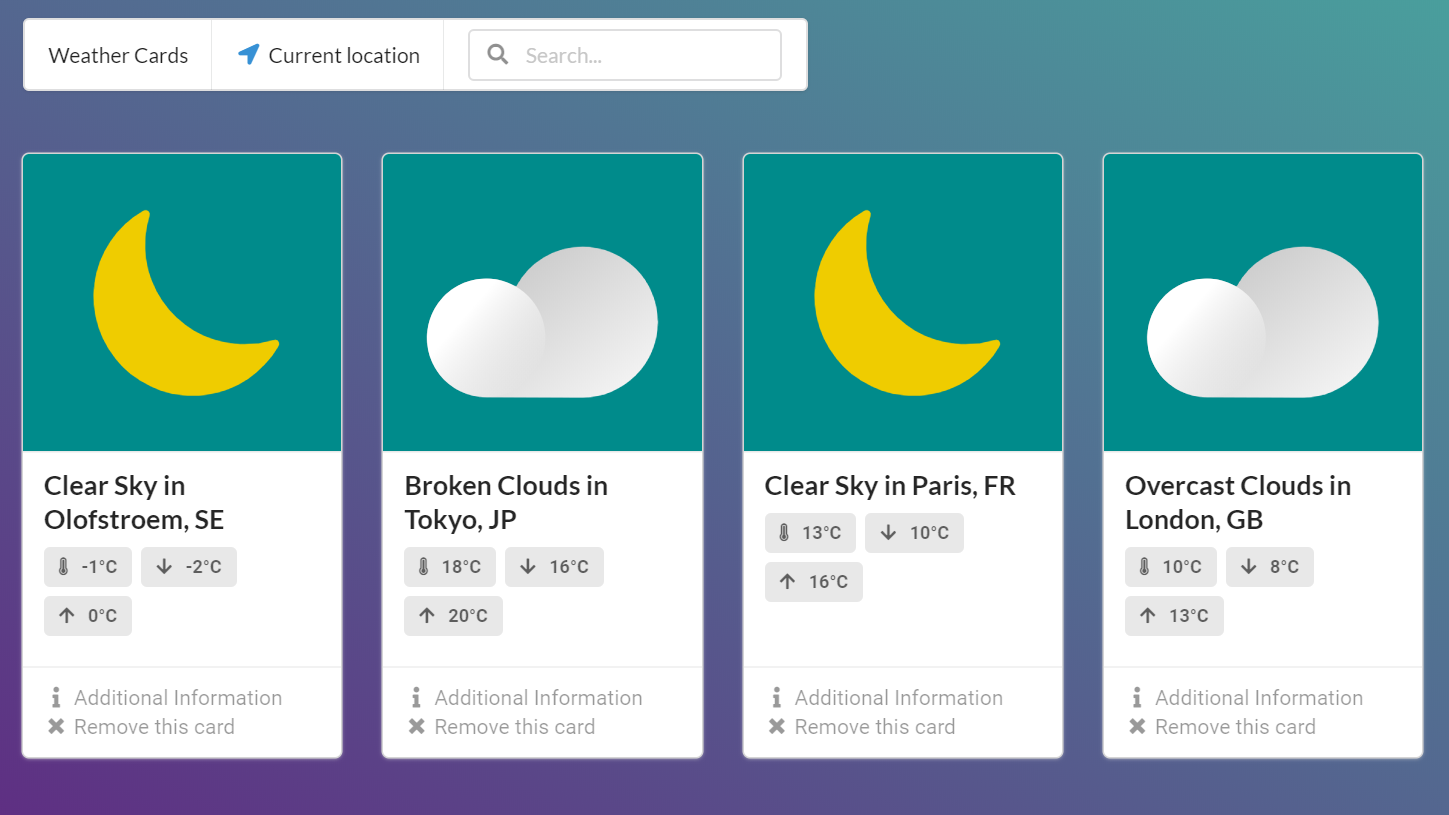 Weather Cards
Current location
Search...
Clear Sky in
Olofstroem, SE
-1°C
-2°C
0°C
Additional Information
Remove this card
Broken Clouds in
Tokyo, JP
18°C
16°C
20°C
Additional Information
Remove this card
Clear Sky in Paris, FR
13°C
10°C
16°C
Additional Information
Remove this card
Overcast Clouds in
London, GB
10°C
8°C
13°C
Additional Information
Remove this card